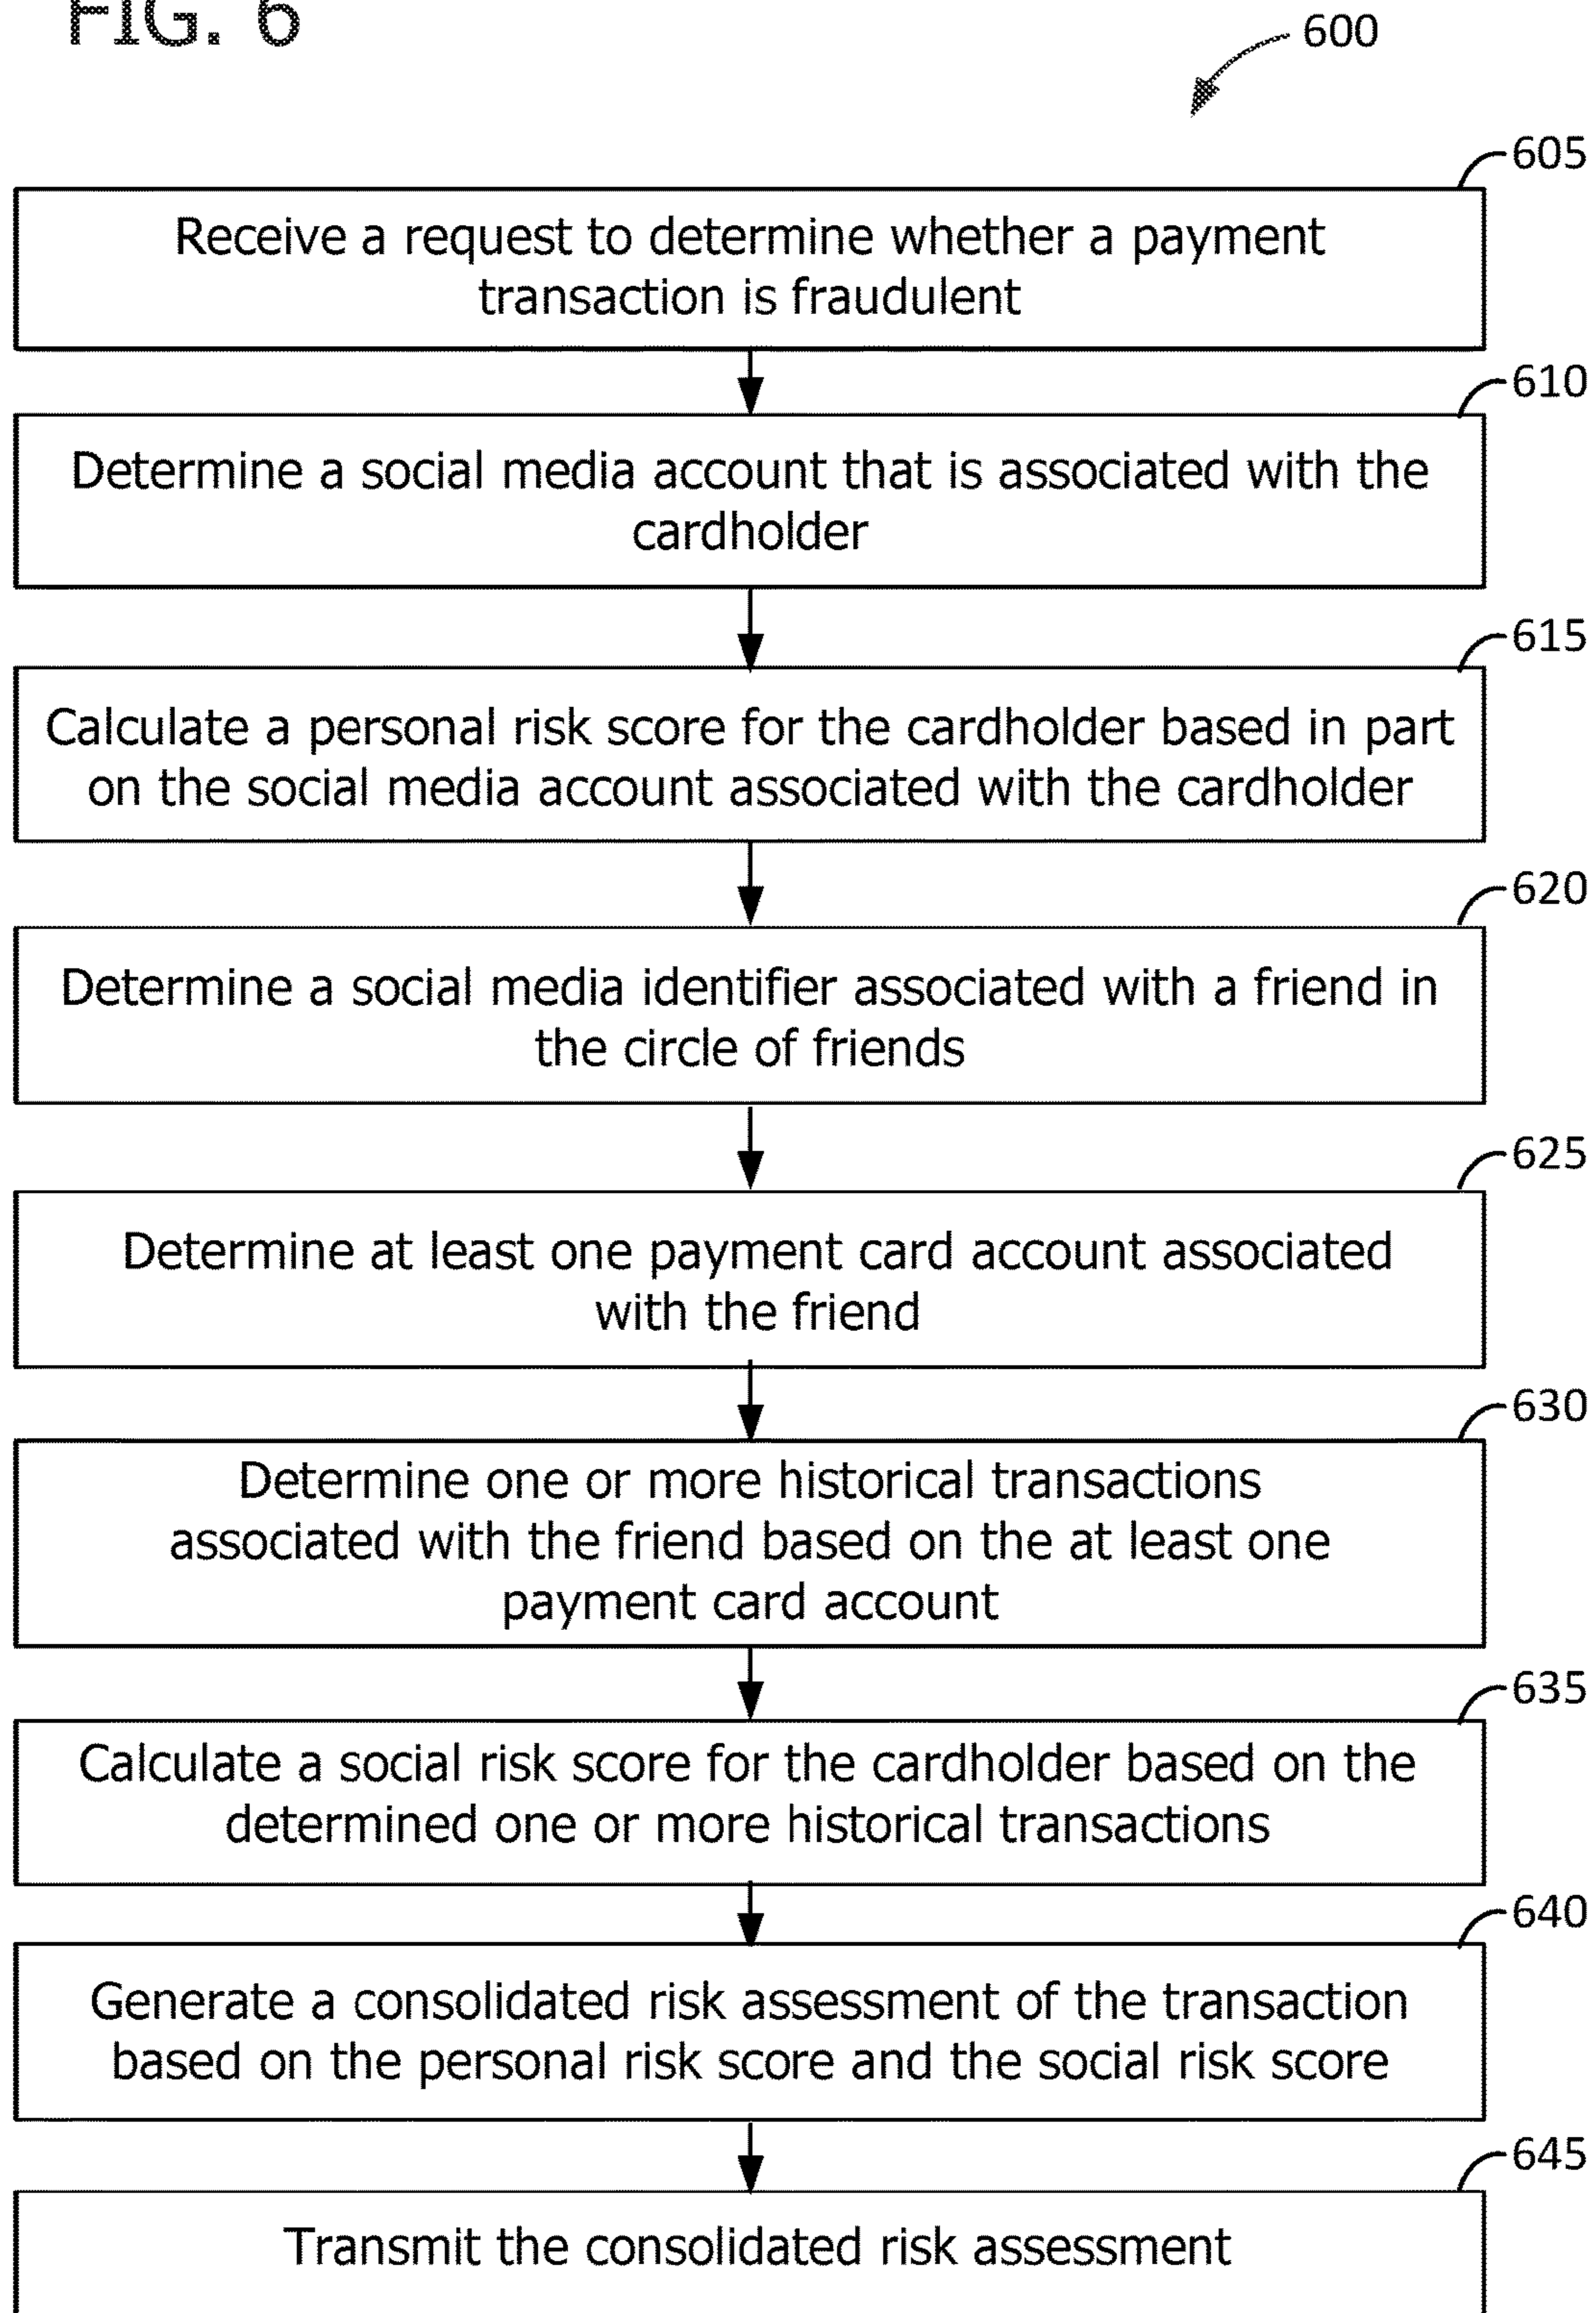 FIG. 6
600
605
Receive a request to determine whether a payment
transaction is fraudulent
610
Determine a social media account that is associated with the
cardholder
615
Calculate a personal risk score for the cardholder based in part
on the social media account associated with the cardholder
620
Determine a social media identifier associated with a friend in
the circle of friends
625
Determine at least one payment card account associated
with the friend
630
Determine one or more historical transactions
associated with the friend based on the at least one
payment card account
635
Calculate a social risk score for the cardholder based on the
determined one or more historical transactions
640
Generate a consolidated risk assessment of the transaction
based on the personal risk score and the social risk score
645
Transmit the consolidated risk assessment